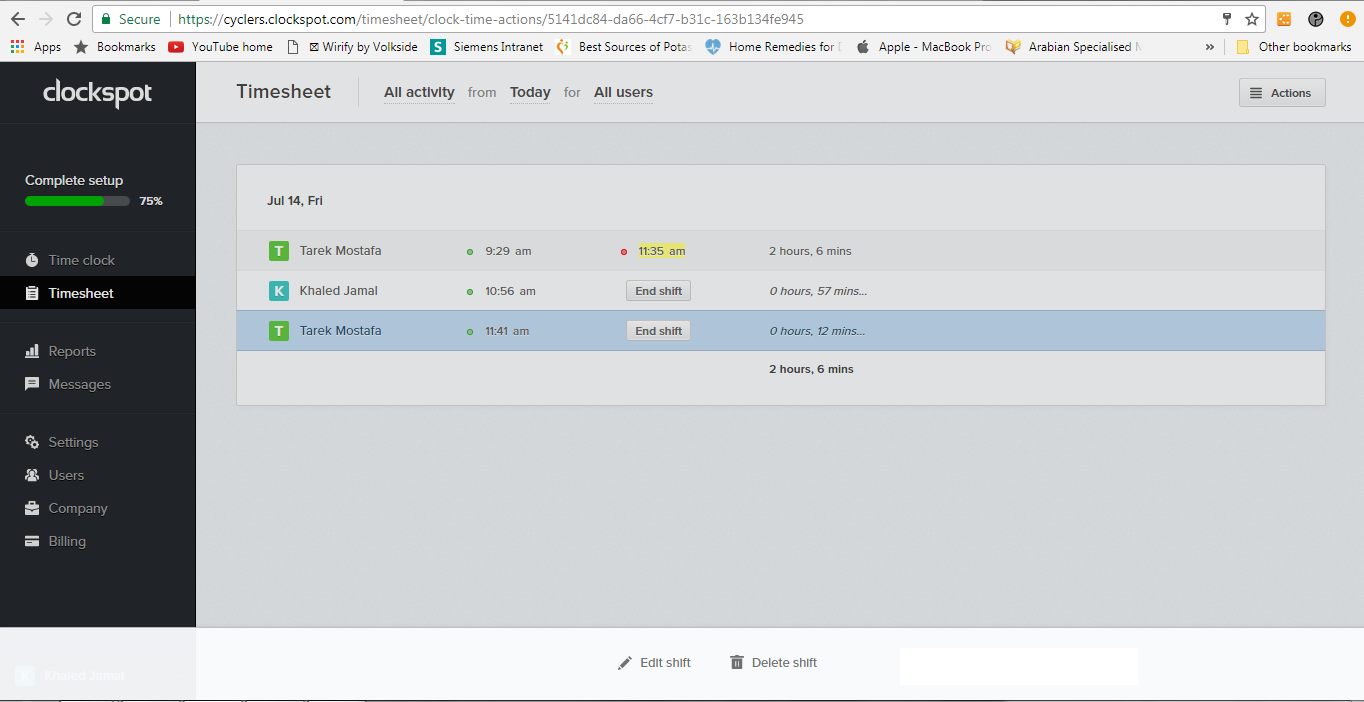 Secure https://cyclers.clockspot.com/timesheet/clock-time-actions/5141dc84-da66-4cf7-b31c-163b134fe945
Apps Bookmarks YouTube home Wirify by Volkside S Siemens Intranet Best Sources of Potas Home Remedies for Apple - MacBook Pro Arabian Specialised » Other bookmarks
clockspot
Timesheet All activity from Today for All users Actions
Complete setup
75%
Time clock
Timesheet
Reports
Messages
Settings
Users
Company
Billing
Jul 14, Fri
T Tarek Mostafa 9:29 am 11:35 am 2 hours, 6 mins
K Khaled Jamal 10:56 am End shift 0 hours, 57 mins...
T Tarek Mostafa 11:41 am End shift 0 hours, 12 mins...
2 hours, 6 mins
K Khaled Jamal
Edit shift Delete shift